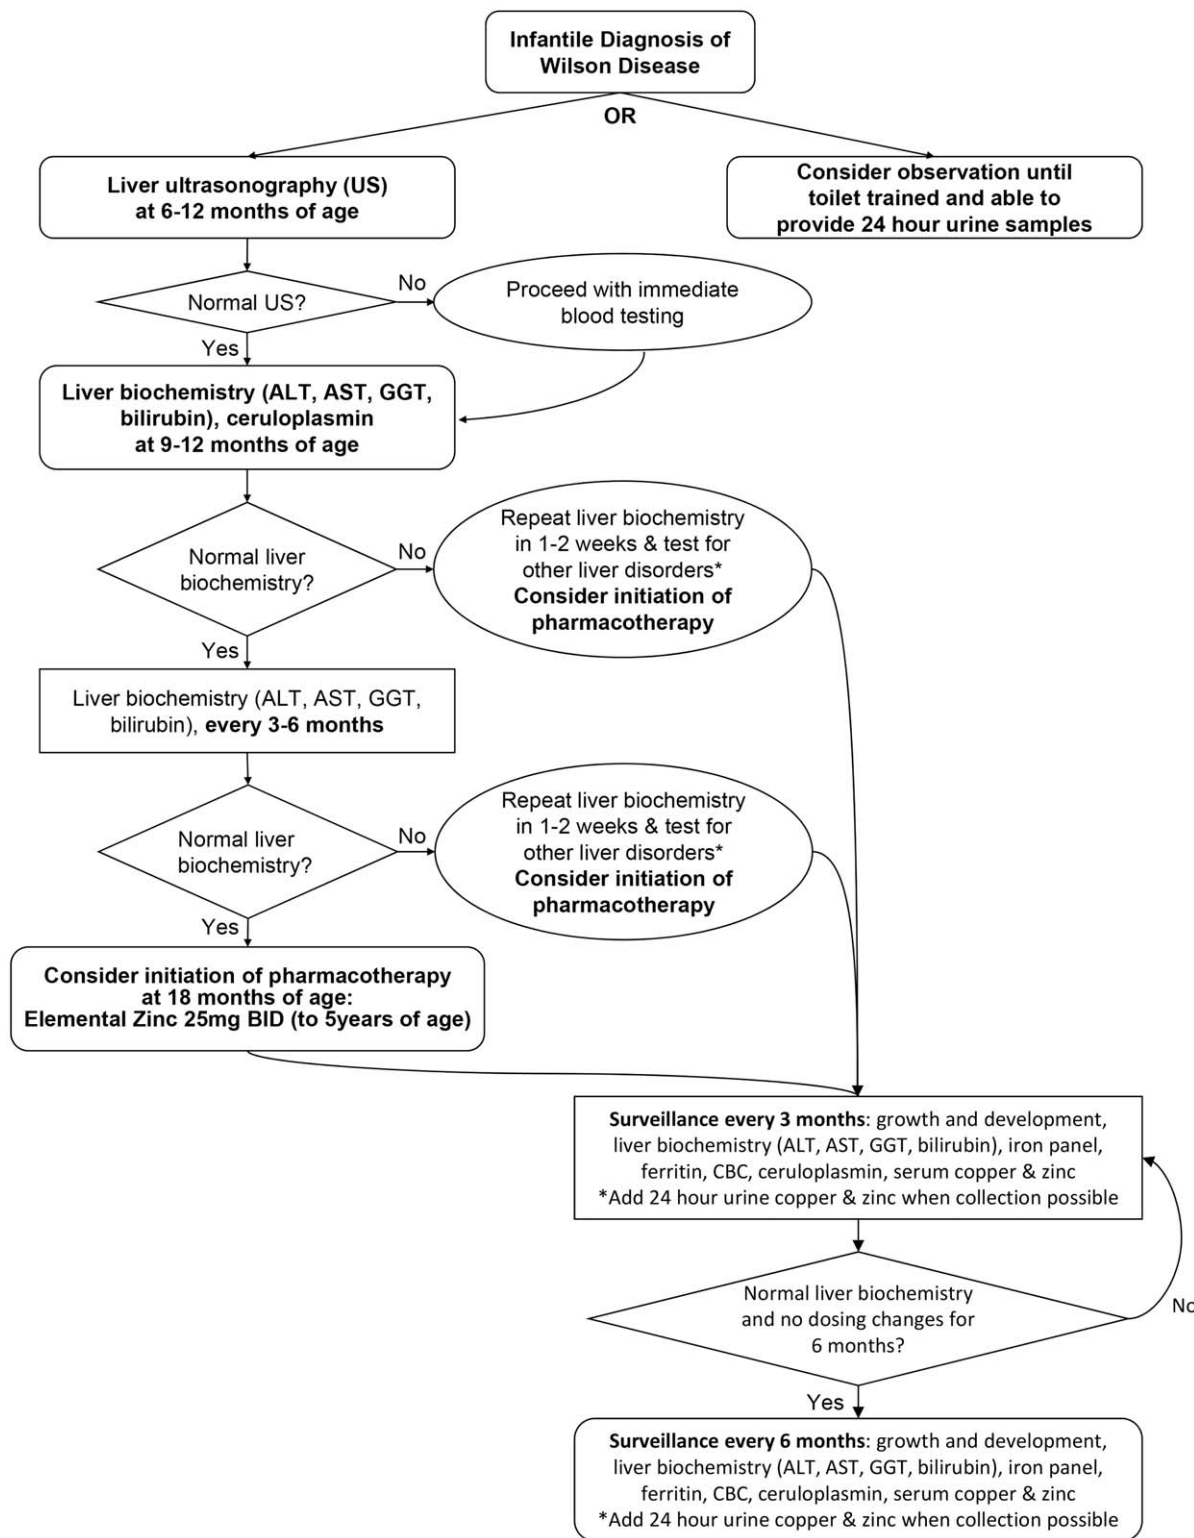 Infantile Diagnosis of
Wilson Disease
OR
Liver ultrasonography (US)
at 6-12 months of age
Consider observation until
toilet trained and able to
provide 24 hour urine samples
Normal US?
No
Proceed with immediate
blood testing
Yes
Liver biochemistry (ALT, AST, GGT,
bilirubin), ceruloplasmin
at 9-12 months of age
Normal liver
biochemistry?
No
Repeat liver biochemistry
in 1-2 weeks & test for
other liver disorders*
Consider initiation of
pharmacotherapy
Yes
Liver biochemistry (ALT, AST, GGT,
bilirubin), every 3-6 months
Normal liver
biochemistry?
No
Repeat liver biochemistry
in 1-2 weeks & test for
other liver disorders*
Consider initiation of
pharmacotherapy
Yes
Consider initiation of pharmacotherapy
at 18 months of age:
Elemental Zinc 25mg BID (to 5years of age)
Surveillance every 3 months: growth and development,
liver biochemistry (ALT, AST, GGT, bilirubin), iron panel,
ferritin, CBC, ceruloplasmin, serum copper & zinc
*Add 24 hour urine copper & zinc when collection possible
Normal liver biochemistry
and no dosing changes for
6 months?
No
Yes
Surveillance every 6 months: growth and development,
liver biochemistry (ALT, AST, GGT, bilirubin), iron panel,
ferritin, CBC, ceruloplasmin, serum copper & zinc
*Add 24 hour urine copper & zinc when collection possible